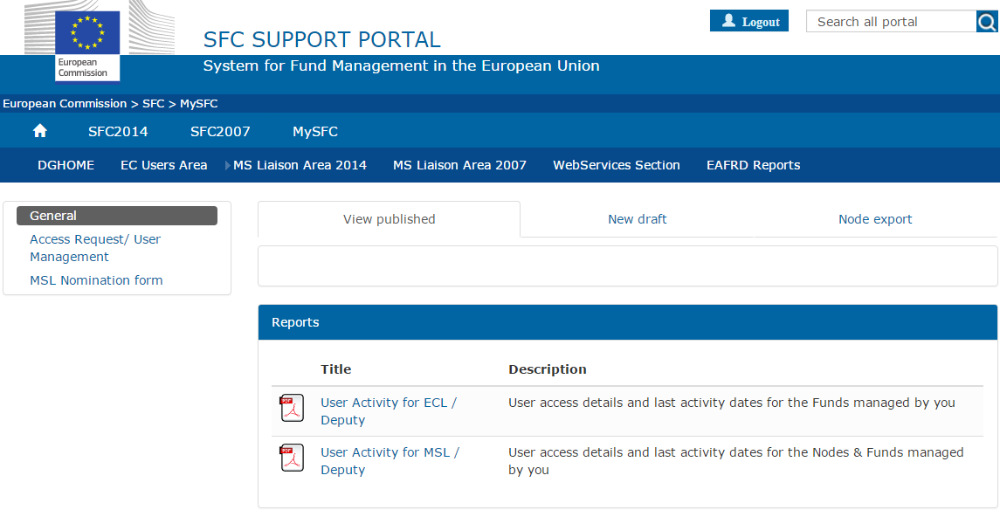 Logout
Search all portal
SFC SUPPORT PORTAL
European
Commission
System for Fund Management in the European Union
European Commission > SFC > MySFC
SFC2014 SFC2007 MySFC
DGHOME EC Users Area MS Liaison Area 2014 MS Liaison Area 2007 WebServices Section EAFRD Reports
General
Access Request/ User
Management
MSL Nomination form
View published New draft Node export
Reports
Title Description
PDF
User Activity for ECL / User access details and last activity dates for the Funds managed by you
Deputy
PDF
User Activity for MSL / User access details and last activity dates for the Nodes & Funds managed
Deputy by you